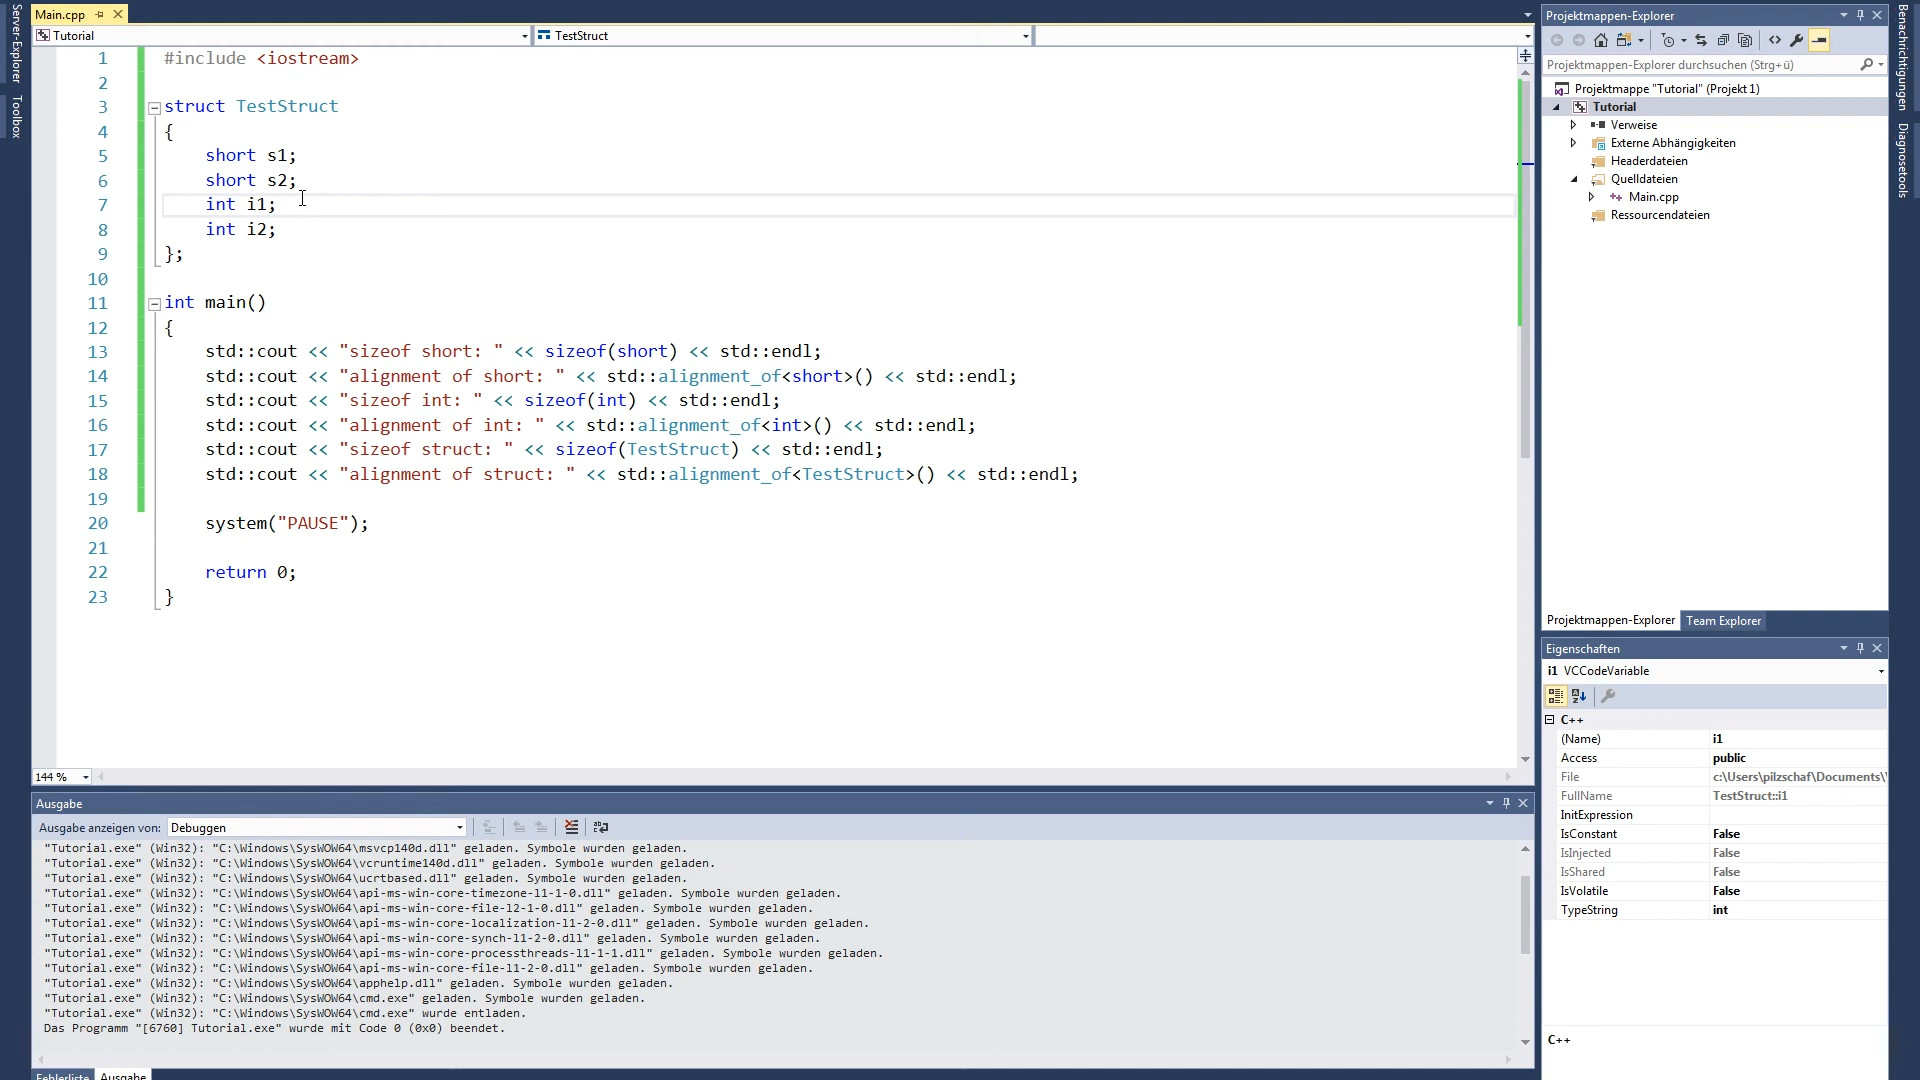 Server-Explorer
Toolbox
Main.cpp
Tutorial
TestStruct
1 #include <iostream>
2
3 struct TestStruct
4 {
5 short s1;
6 short s2;
7 int i1;
8 int i2;
9 };
10
11 int main()
12 {
13 std::cout << "sizeof short: " << sizeof(short) << std::endl;
14 std::cout << "alignment of short: " << std::alignment_of<short>() << std::endl;
15 std::cout << "sizeof int: " << sizeof(int) << std::endl;
16 std::cout << "alignment of int: " << std::alignment_of<int>() << std::endl;
17 std::cout << "sizeof struct: " << sizeof(TestStruct) << std::endl;
18 std::cout << "alignment of struct: " << std::alignment_of<TestStruct>() << std::endl;
19
20 system("PAUSE");
21
22 return 0;
23 }
144 %
Ausgabe
Ausgabe anzeigen von: Debuggen
"Tutorial.exe" (Win32): "C:\Windows\SysWOW64\msvcp140d.dll" geladen. Symbole wurden geladen.
"Tutorial.exe" (Win32): "C:\Windows\SysWOW64\vcruntime140d.dll" geladen. Symbole wurden geladen.
"Tutorial.exe" (Win32): "C:\Windows\SysWOW64\ucrtbased.dll" geladen. Symbole wurden geladen.
"Tutorial.exe" (Win32): "C:\Windows\SysWOW64\api-ms-win-core-timezone-l1-1-0.dll" geladen. Symbole wurden geladen.
"Tutorial.exe" (Win32): "C:\Windows\SysWOW64\api-ms-win-core-file-l2-1-0.dll" geladen. Symbole wurden geladen.
"Tutorial.exe" (Win32): "C:\Windows\SysWOW64\api-ms-win-core-localization-l1-2-0.dll" geladen. Symbole wurden geladen.
"Tutorial.exe" (Win32): "C:\Windows\SysWOW64\api-ms-win-core-synch-l1-2-0.dll" geladen. Symbole wurden geladen.
"Tutorial.exe" (Win32): "C:\Windows\SysWOW64\api-ms-win-core-processthreads-l1-1-1.dll" geladen. Symbole wurden geladen.
"Tutorial.exe" (Win32): "C:\Windows\SysWOW64\api-ms-win-core-file-l1-2-0.dll" geladen. Symbole wurden geladen.
"Tutorial.exe" (Win32): "C:\Windows\SysWOW64\apphelp.dll" geladen. Symbole wurden geladen.
"Tutorial.exe" (Win32): "C:\Windows\SysWOW64\cmd.exe" geladen. Symbole wurden geladen.
"Tutorial.exe" (Win32): "C:\Windows\SysWOW64\cmd.exe" wurde entladen.
Das Programm "[6760] Tutorial.exe" wurde mit Code 0 (0x0) beendet.
Fehlerliste Ausgabe
Projektmappen-Explorer
Projektmappen-Explorer durchsuchen (Strg+ü)
Projektmappe "Tutorial" (Projekt 1)
Tutorial
Verweise
Externe Abhängigkeiten
Headerdateien
Quelldateien
Main.cpp
Ressourcendateien
Projektmappen-Explorer Team Explorer
Eigenschaften
i1 VCCodeVariable
C++
(Name) i1
Access public
File c:\Users\pilzschaf\Documents\
FullName TestStruct::i1
InitExpression
IsConstant False
IsInjected False
IsShared False
IsVolatile False
TypeString int
C++
Benachrichtigungen
Diagnosetools